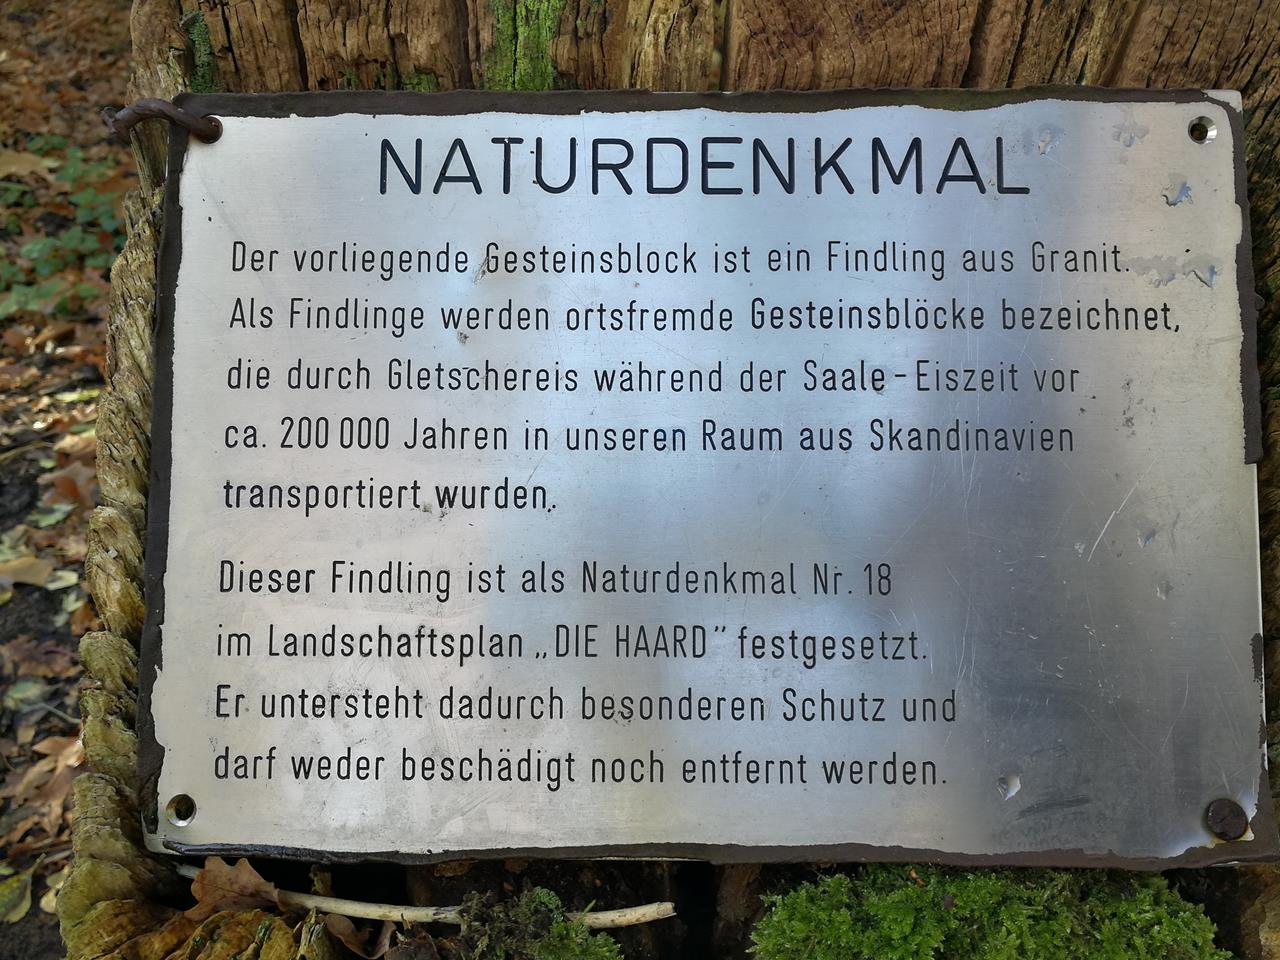 NATURDENKMAL
Der vorliegende Gesteinsblock ist ein Findling aus Granit.
Als Findlinge werden ortsfremde Gesteinsblöcke bezeichnet,
die durch Gletschereis während der Saale-Eiszeit vor
ca. 200 000 Jahren in unseren Raum aus Skandinavien
transportiert wurden.
Dieser Findling ist als Naturdenkmal Nr. 18
im Landschaftsplan „DIE HAARD” festgesetzt.
Er untersteht dadurch besonderen Schutz und
darf weder beschädigt noch entfernt werden.